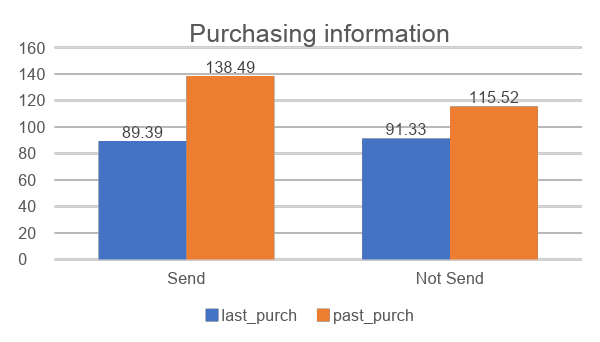 Purchasing information
160
140
120
100
80
60
40
20
0
89.39
138.49
91.33
115.52
Send
Not Send
last_purch
past_purch